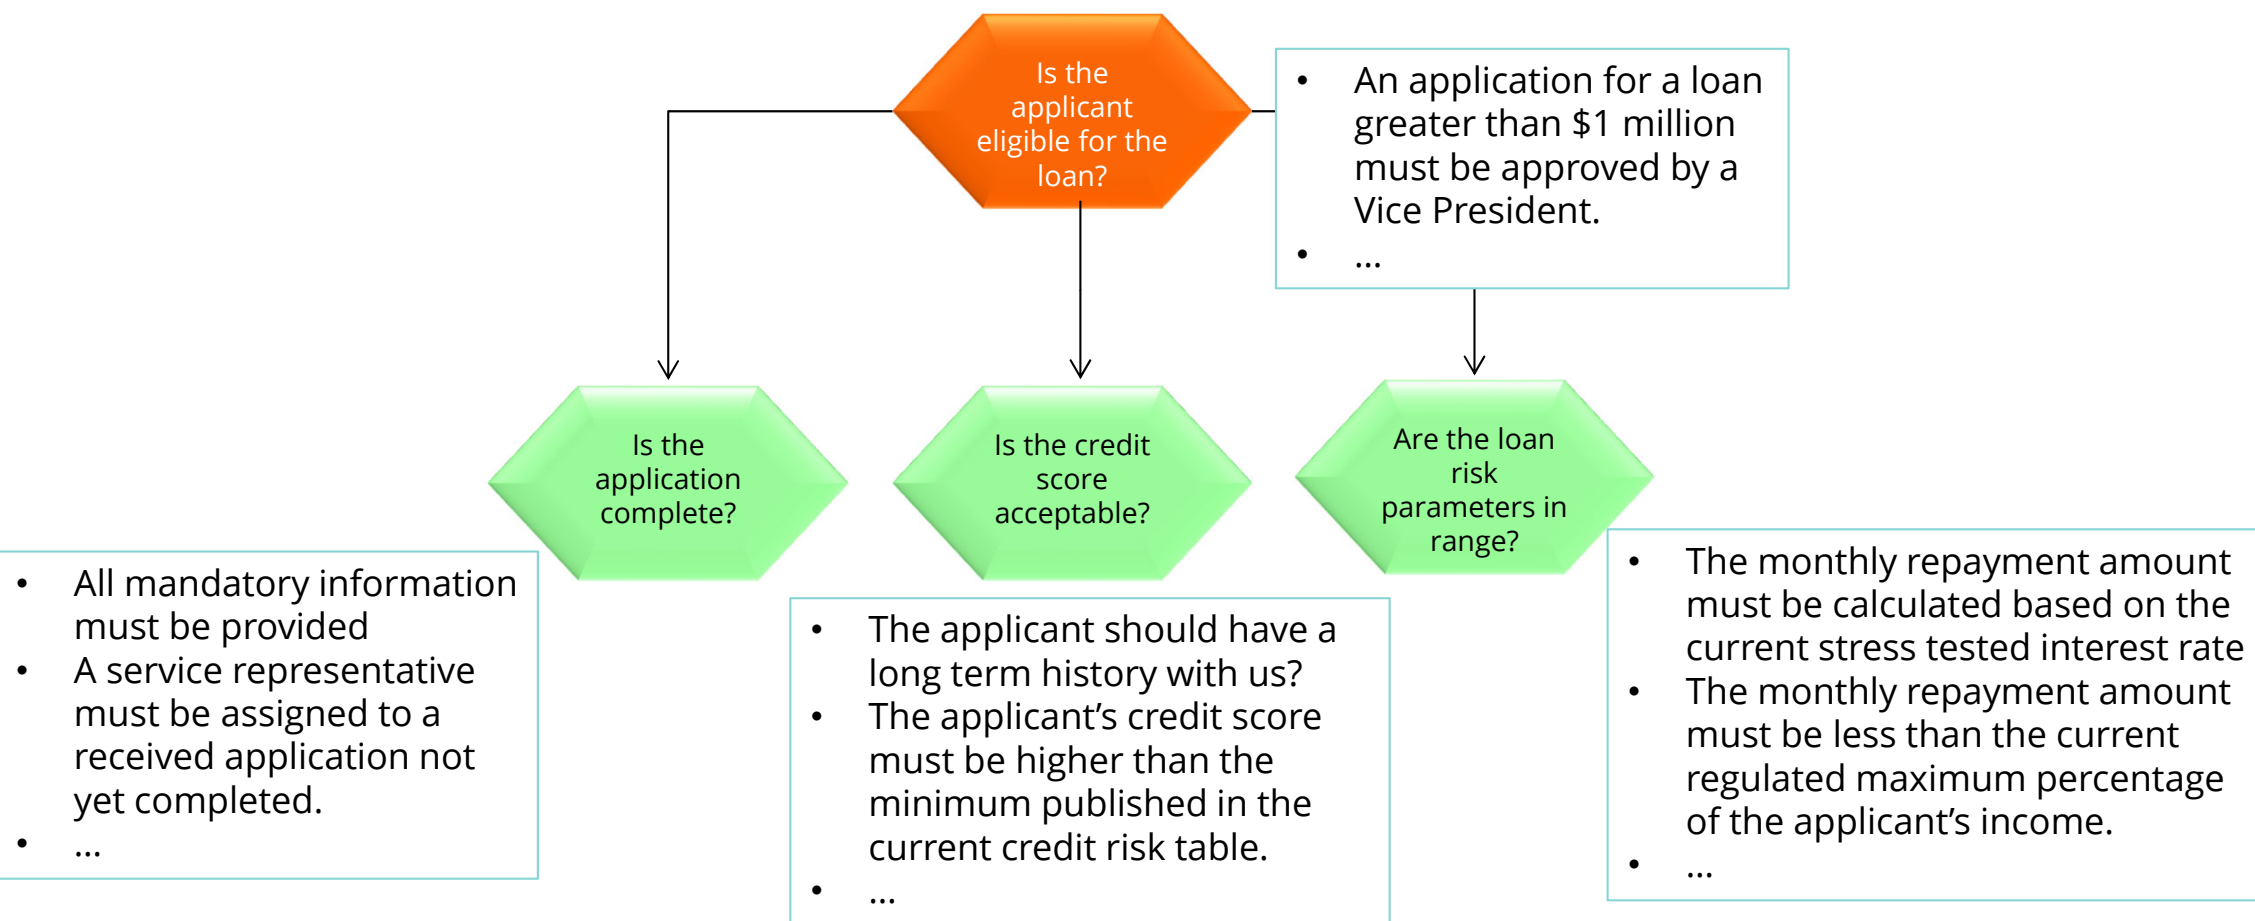 Is the
applicant
eligible for the
loan?
• An application for a loan
greater than $1 million
must be approved by a
Vice President.
• ...
Is the
application
complete?
Is the credit
score
acceptable?
Are the loan
risk
parameters in
range?
• All mandatory information
must be provided
• A service representative
must be assigned to a
received application not
yet completed.
• ...
• The applicant should have a
long term history with us?
• The applicant’s credit score
must be higher than the
minimum published in the
current credit risk table.
• ...
• The monthly repayment amount
must be calculated based on the
current stress tested interest rate
• The monthly repayment amount
must be less than the current
regulated maximum percentage
of the applicant’s income.
• ...